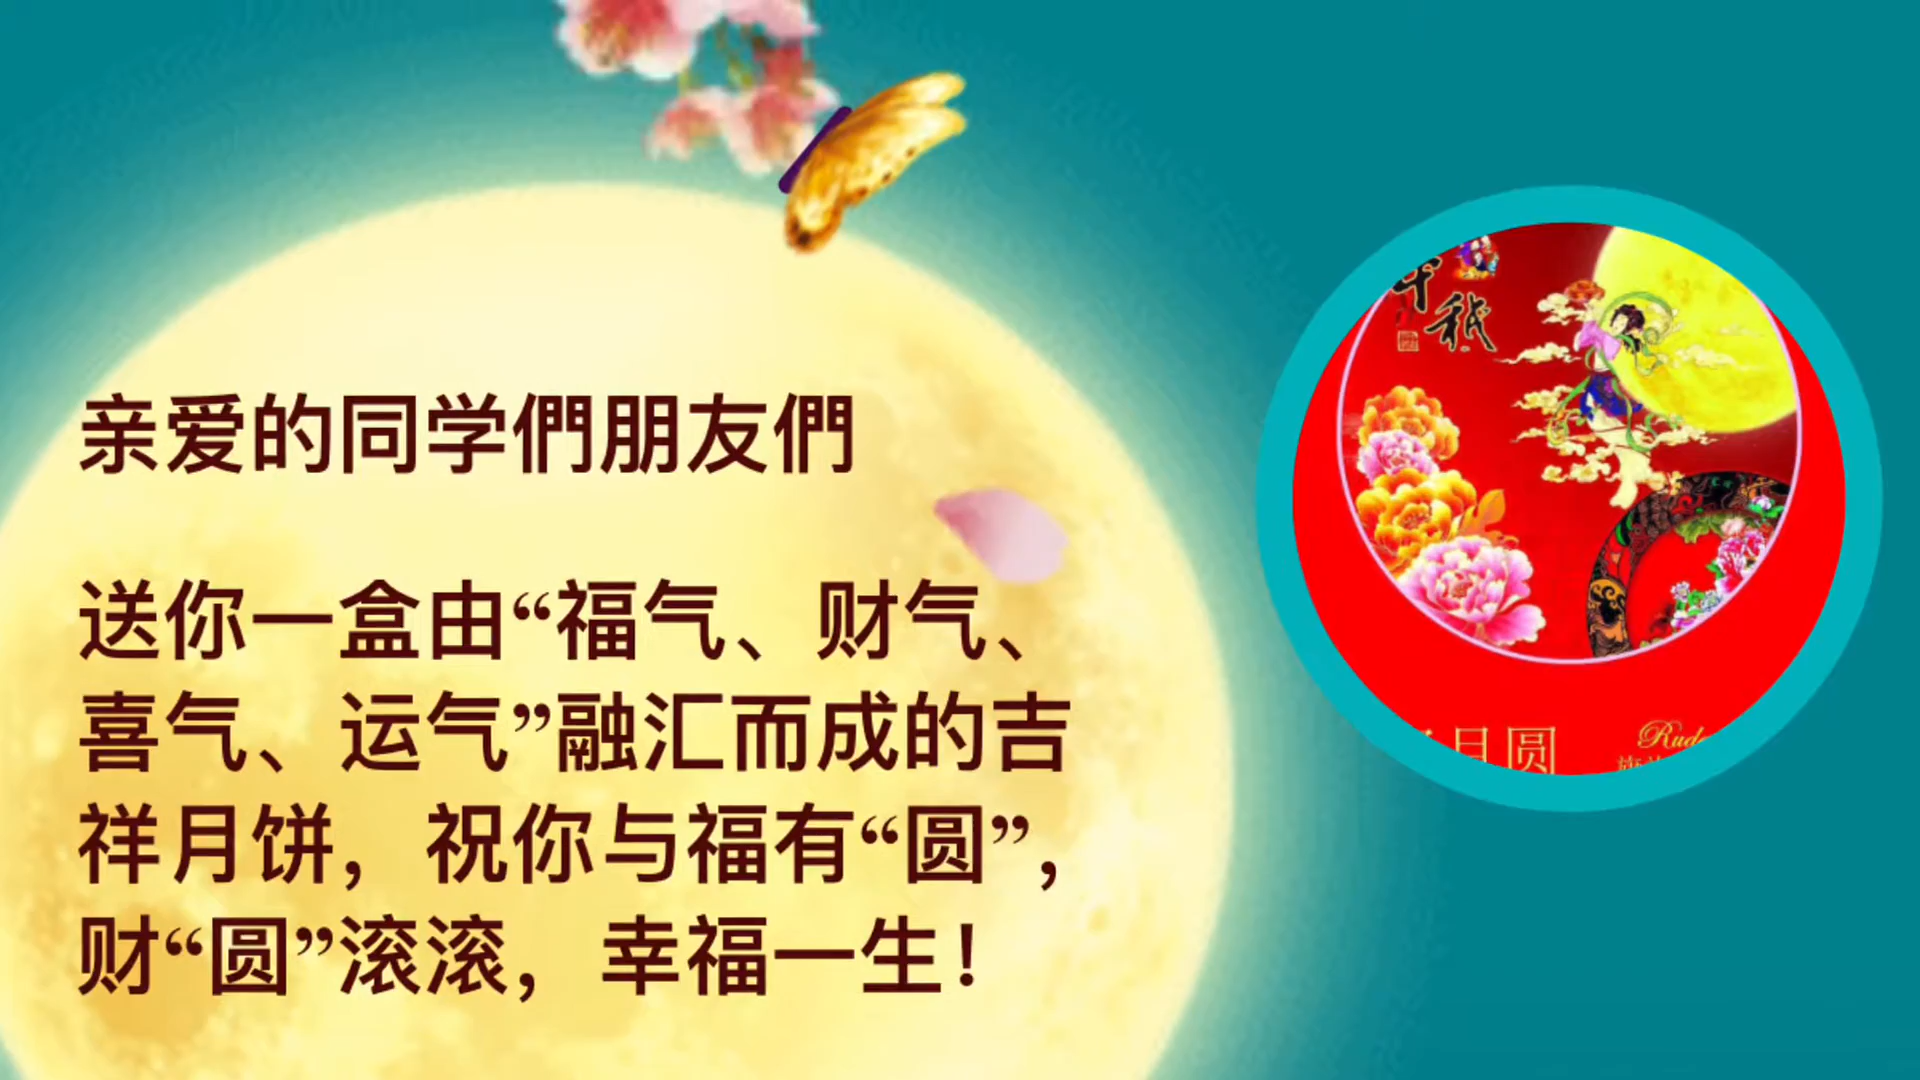 亲爱的同学們朋友們
送你一盒由“福气、财气、
喜气、运气”融汇而成的吉
祥月饼，祝你与福有“圆”，
财“圆”滚滚，幸福一生！
月圆